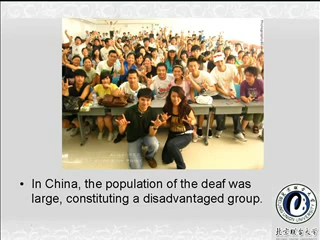 • In China, the population of the deaf was
large, constituting a disadvantaged group.
北京联合大学